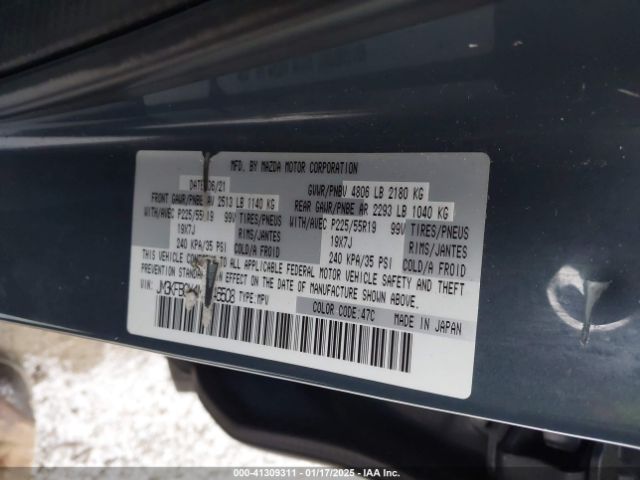 MFD. BY MAZDA MOTOR CORPORATION
DATE: 06/21
GVWR/PNBV 4806 LB 2180 KG
FRONT GAWR/PNBE AV 2513 LB 1140 KG
REAR GAWR/PNBE AR 2293 LB 1040 KG
WITH/AVEC P225/55R19 99V TIRES/PNEUS
19X7J RIMS/JANTES
240 KPA/35 PSI COLD/A FROID
WITH/AVEC P225/55R19 99V TIRES/PNEUS
19X7J RIMS/JANTES
240 KPA/35 PSI COLD/A FROID
THIS VEHICLE CONFORMS TO ALL APPLICABLE FEDERAL MOTOR VEHICLE SAFETY AND THEFT
PREVENTION STANDARDS IN EFFECT ON THE DATE OF MANUFACTURE SHOWN ABOVE.
VIN: TYPE:MPV
COLOR CODE:47C MADE IN JAPAN
000-41309311 — 01/17/2025 — IAA Inc.